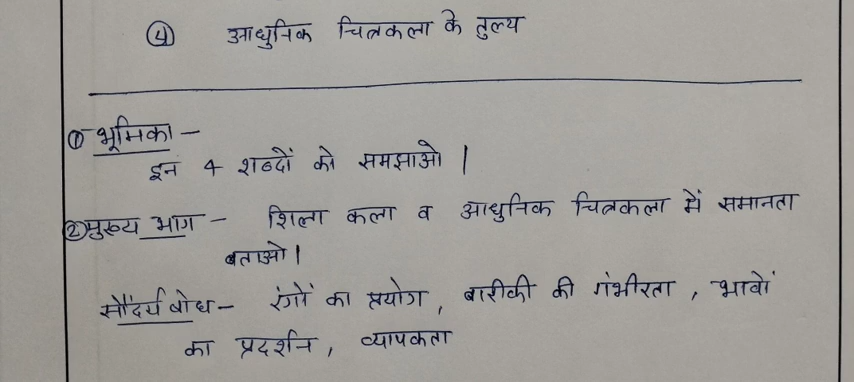 ④ आधुनिक चित्रकला के तुल्य
① भूमिका -
इन 4 शब्दों को समझाओ |
② मुख्य भाग - शिला कला व आधुनिक चित्रकला में समानता
बताओ |
सौंदर्य बोध - रंगों का प्रयोग, बारीकी की गंभीरता, भावों
का प्रदर्शन, व्यापकता